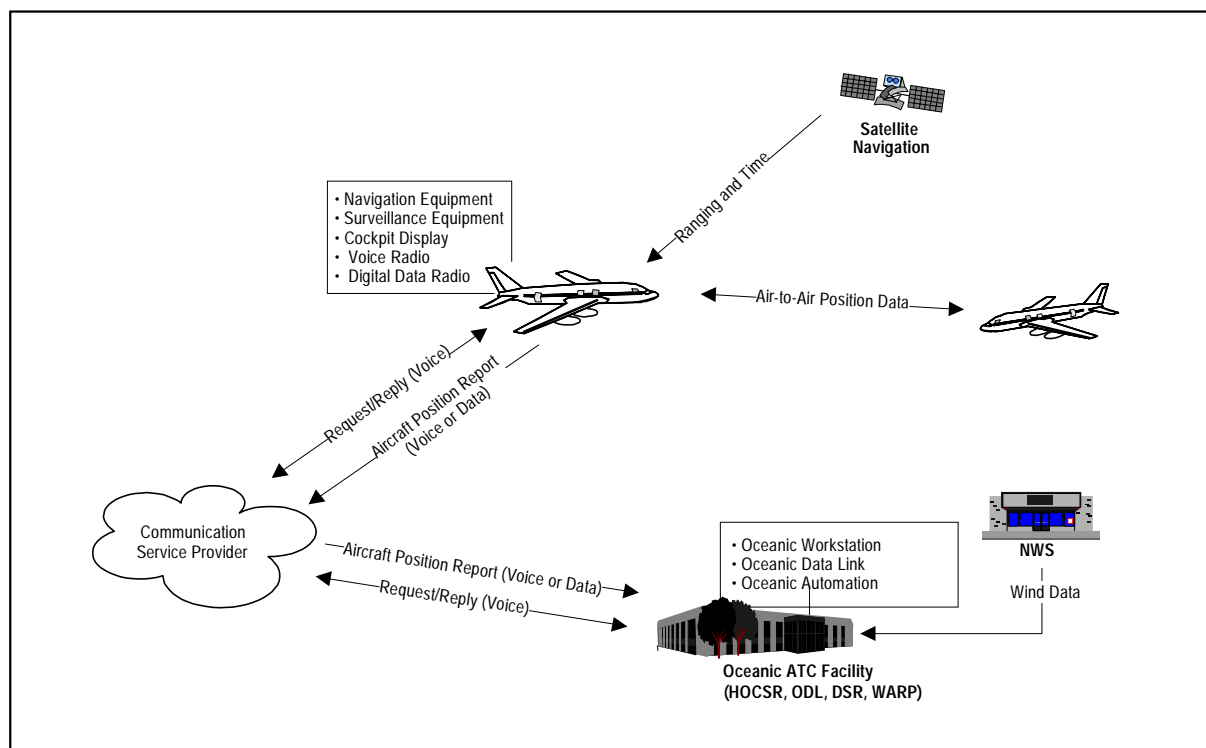 Satellite
Navigation
Ranging and Time
• Navigation Equipment
• Surveillance Equipment
• Cockpit Display
• Voice Radio
• Digital Data Radio
Air-to-Air Position Data
Request/Reply (Voice)
Aircraft Position Report
(Voice or Data)
Communication
Service Provider
Aircraft Position Report (Voice or Data)
Request/Reply (Voice)
• Oceanic Workstation
• Oceanic Data Link
• Oceanic Automation
NWS
Wind Data
Oceanic ATC Facility
(HOCSR, ODL, DSR, WARP)